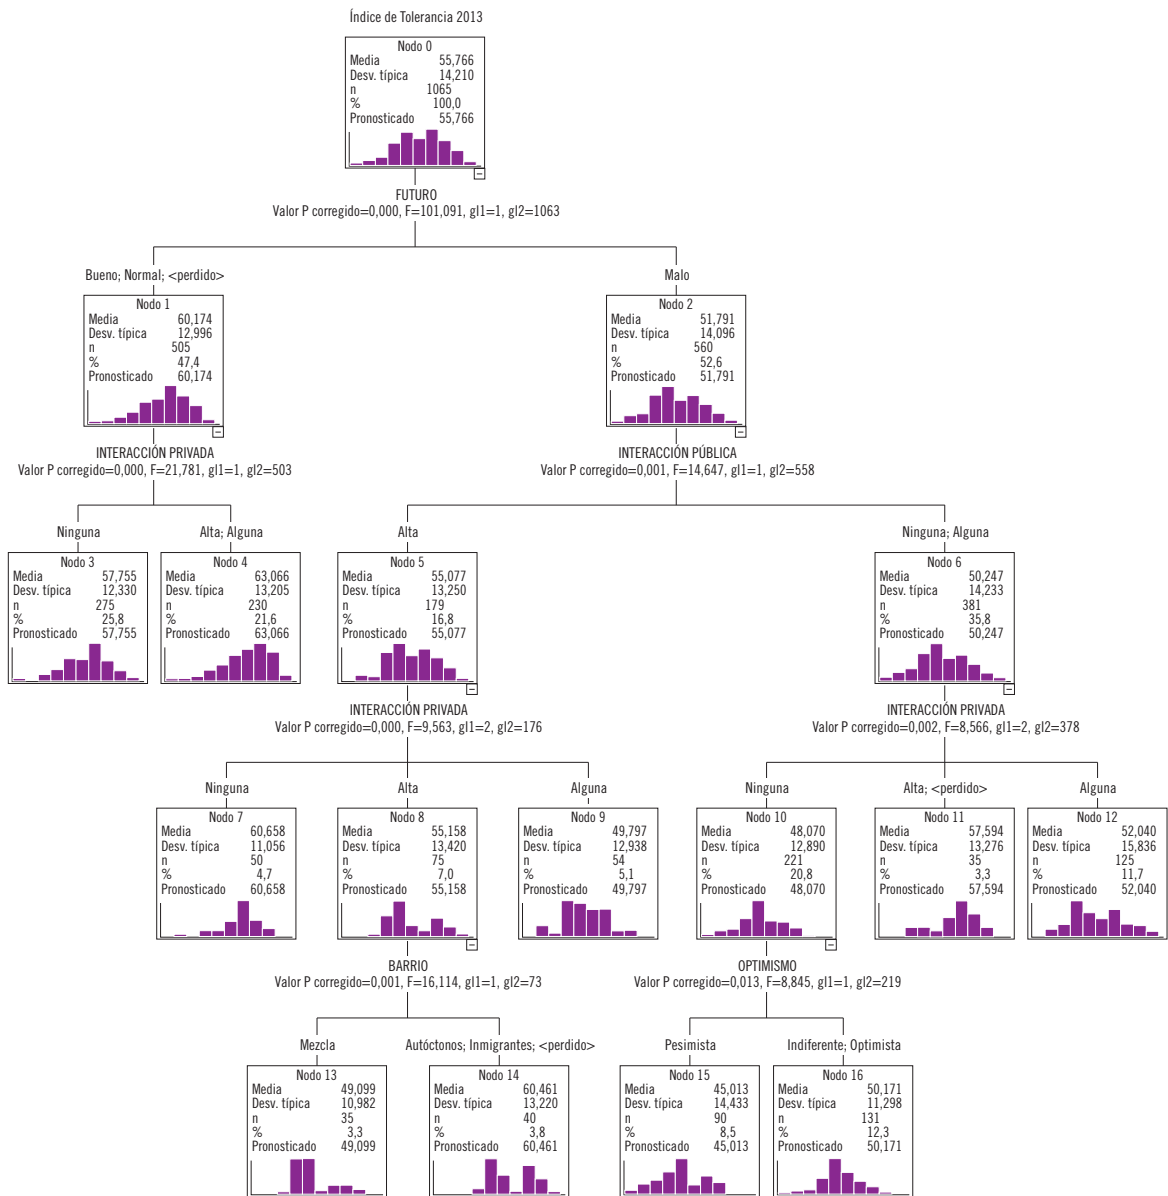 Índice de Tolerancia 2013
Nodo 0
Media 55,766
Desv. típica 14,210
n 1065
% 100,0
Pronosticado 55,766
FUTURO
Valor P corregido=0,000, F=101,091, gl1=1, gl2=1063
Bueno; Normal; <perdido>
Nodo 1
Media 60,174
Desv. típica 12,996
n 505
% 47,4
Pronosticado 60,174
Malo
Nodo 2
Media 51,791
Desv. típica 14,096
n 560
% 52,6
Pronosticado 51,791
INTERACCIÓN PRIVADA
Valor P corregido=0,000, F=21,781, gl1=1, gl2=503
INTERACCIÓN PÚBLICA
Valor P corregido=0,001, F=14,647, gl1=1, gl2=558
Ninguna
Nodo 3
Media 57,755
Desv. típica 12,330
n 275
% 25,8
Pronosticado 57,755
Alta; Alguna
Nodo 4
Media 63,066
Desv. típica 13,205
n 230
% 21,6
Pronosticado 63,066
Alta
Nodo 5
Media 55,077
Desv. típica 13,250
n 179
% 16,8
Pronosticado 55,077
Ninguna; Alguna
Nodo 6
Media 50,247
Desv. típica 14,233
n 381
% 35,8
Pronosticado 50,247
INTERACCIÓN PRIVADA
Valor P corregido=0,000, F=9,563, gl1=2, gl2=176
INTERACCIÓN PRIVADA
Valor P corregido=0,002, F=8,566, gl1=2, gl2=378
Ninguna
Nodo 7
Media 60,658
Desv. típica 11,056
n 50
% 4,7
Pronosticado 60,658
Alta
Nodo 8
Media 55,158
Desv. típica 13,420
n 75
% 7,0
Pronosticado 55,158
Alguna
Nodo 9
Media 49,797
Desv. típica 12,938
n 54
% 5,1
Pronosticado 49,797
Ninguna
Nodo 10
Media 48,070
Desv. típica 12,890
n 221
% 20,8
Pronosticado 48,070
Alta; <perdido>
Nodo 11
Media 57,594
Desv. típica 13,276
n 35
% 3,3
Pronosticado 57,594
Alguna
Nodo 12
Media 52,040
Desv. típica 15,836
n 125
% 11,7
Pronosticado 52,040
BARRIO
Valor P corregido=0,001, F=16,114, gl1=1, gl2=73
OPTIMISMO
Valor P corregido=0,013, F=8,845, gl1=1, gl2=219
Mezcla
Nodo 13
Media 49,099
Desv. típica 10,982
n 35
% 3,3
Pronosticado 49,099
Autóctonos; Inmigrantes; <perdido>
Nodo 14
Media 60,461
Desv. típica 13,220
n 40
% 3,8
Pronosticado 60,461
Pesimista
Nodo 15
Media 45,013
Desv. típica 14,433
n 90
% 8,5
Pronosticado 45,013
Indiferente; Optimista
Nodo 16
Media 50,171
Desv. típica 11,298
n 131
% 12,3
Pronosticado 50,171